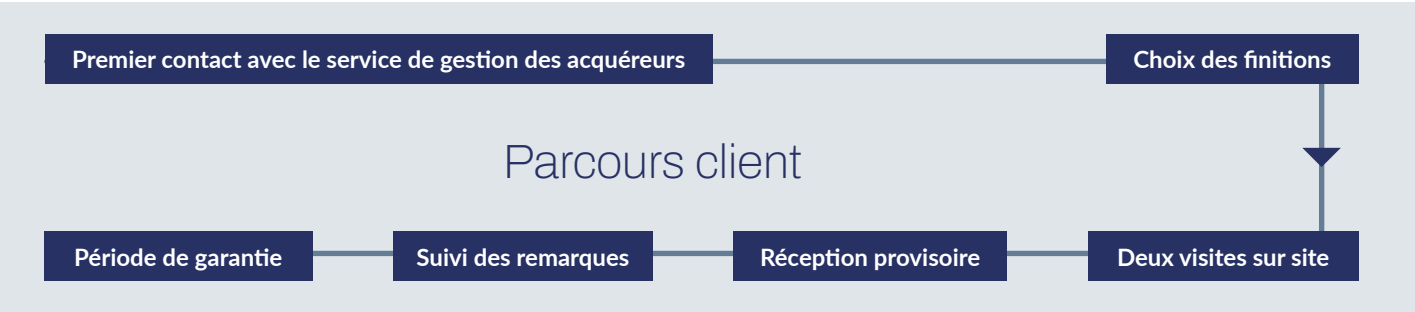 Premier contact avec le service de gestion des acquéreurs
Choix des finitions
Parcours client
Période de garantie
Suivi des remarques
Réception provisoire
Deux visites sur site